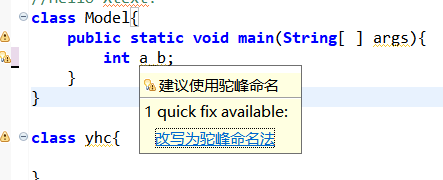 //Hello Xtext!
class Model{
public static void main(String[ ] args){
int a_b;
}
}
建议使用驼峰命名
1 quick fix available:
改写为驼峰命名法
class yhc{
}